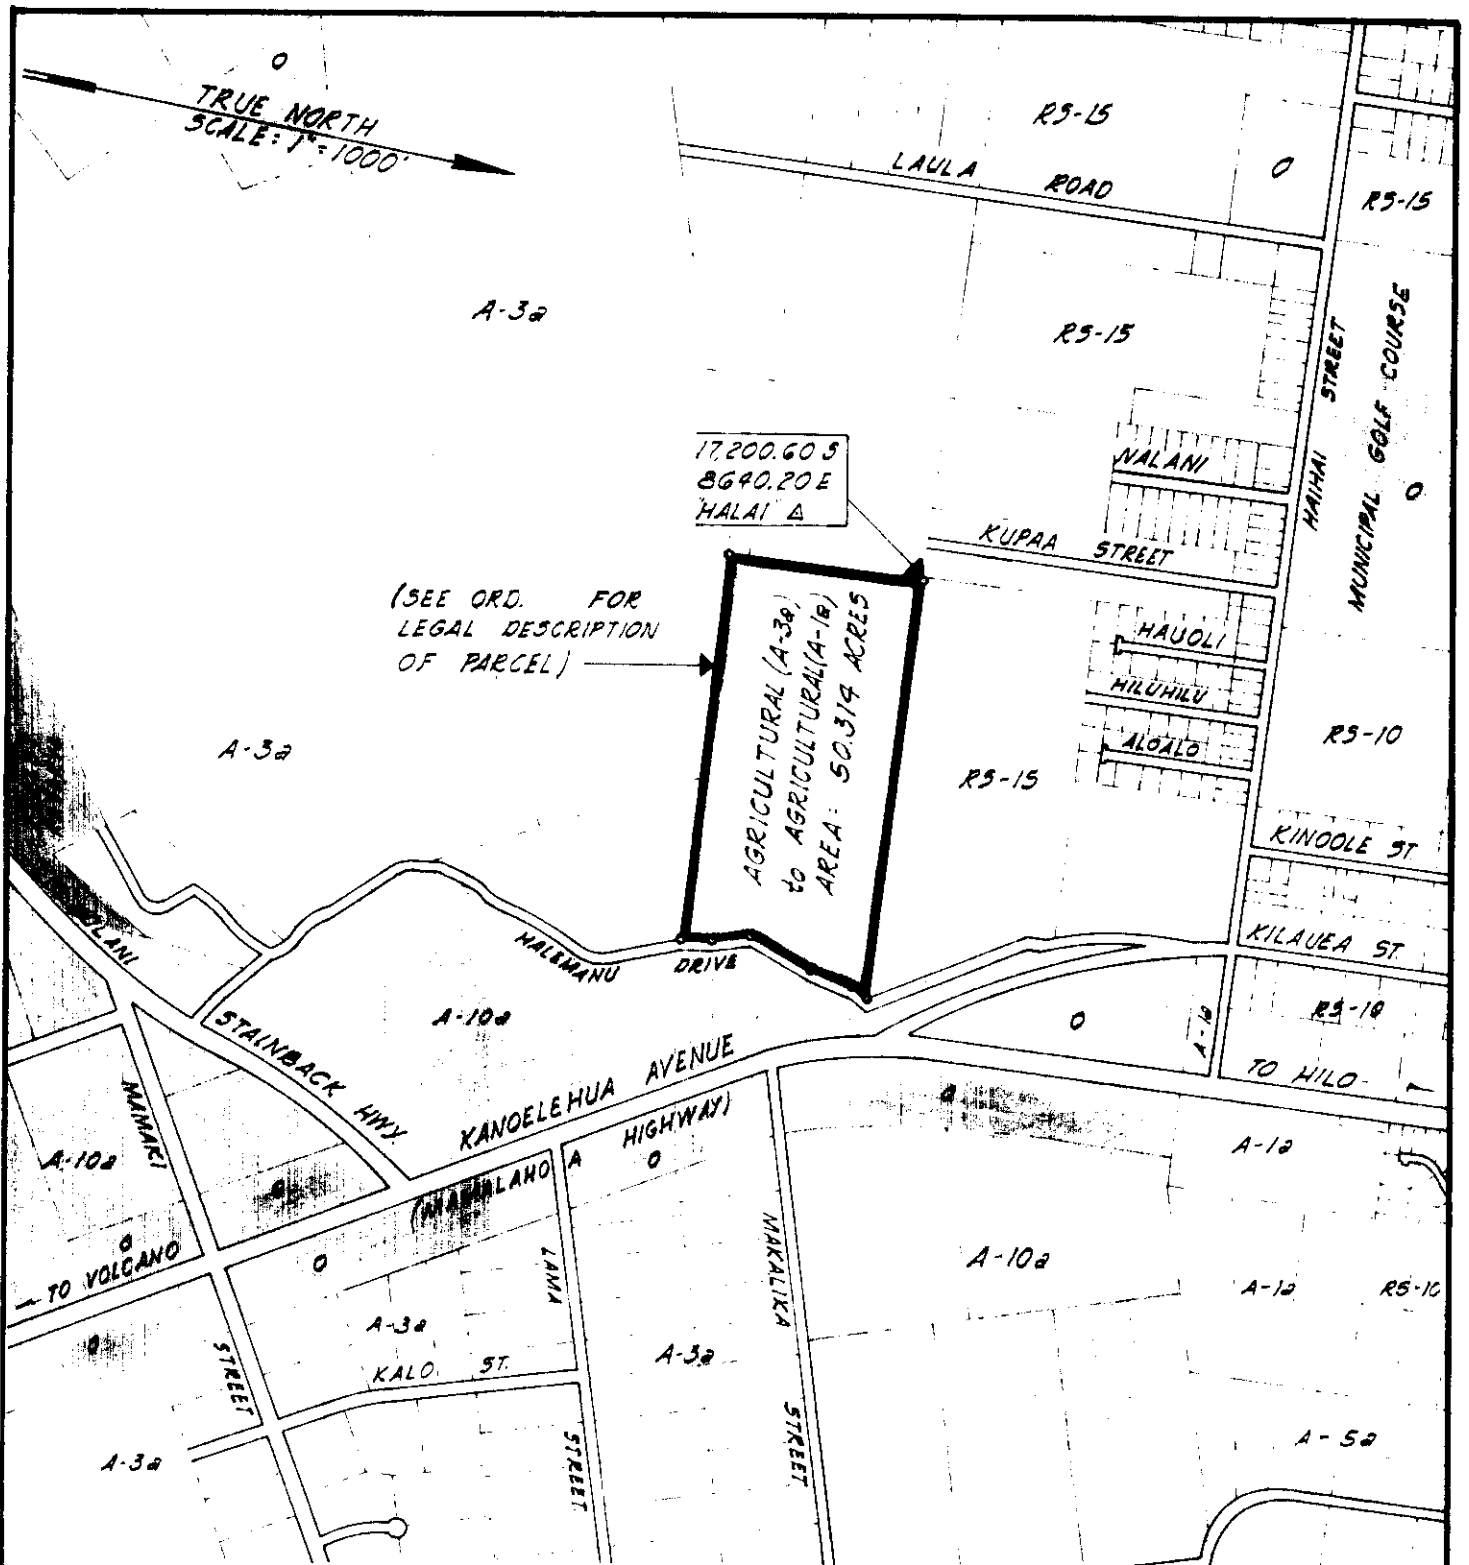 O
TRUE NORTH
SCALE: 1"=1000'
RS-15
LAULA ROAD
O
RS-15
A-3a
RS-15
HAIHAI STREET
MUNICIPAL GOLF COURSE
O
NALANI
17,200.60 S
8640.20 E
"HALAI" △
KUPAA STREET
(SEE ORD. FOR
LEGAL DESCRIPTION
OF PARCEL)
AGRICULTURAL (A-3a)
to AGRICULTURAL (A-1a)
AREA: 50.314 ACRES
HAUOLI
HILUHILU
ALOALO
A-3a
RS-15
RS-10
KINOOLE ST.
KILAUEA ST.
HALEMANU DRIVE
A-10a
STAINBACK HWY.
KANOELEHUA AVENUE
(MAMALAHOA HIGHWAY)
O
A-1a
RS-10
TO HILO
O
A-1a
MAMAKI STREET
A-10a
O
O
TO VOLCANO
O
O
O
LAMA STREET
MAKALIKA STREET
A-10a
A-1a
RS-10
A-3a
KALO ST.
A-3a
A-3a
A-5a